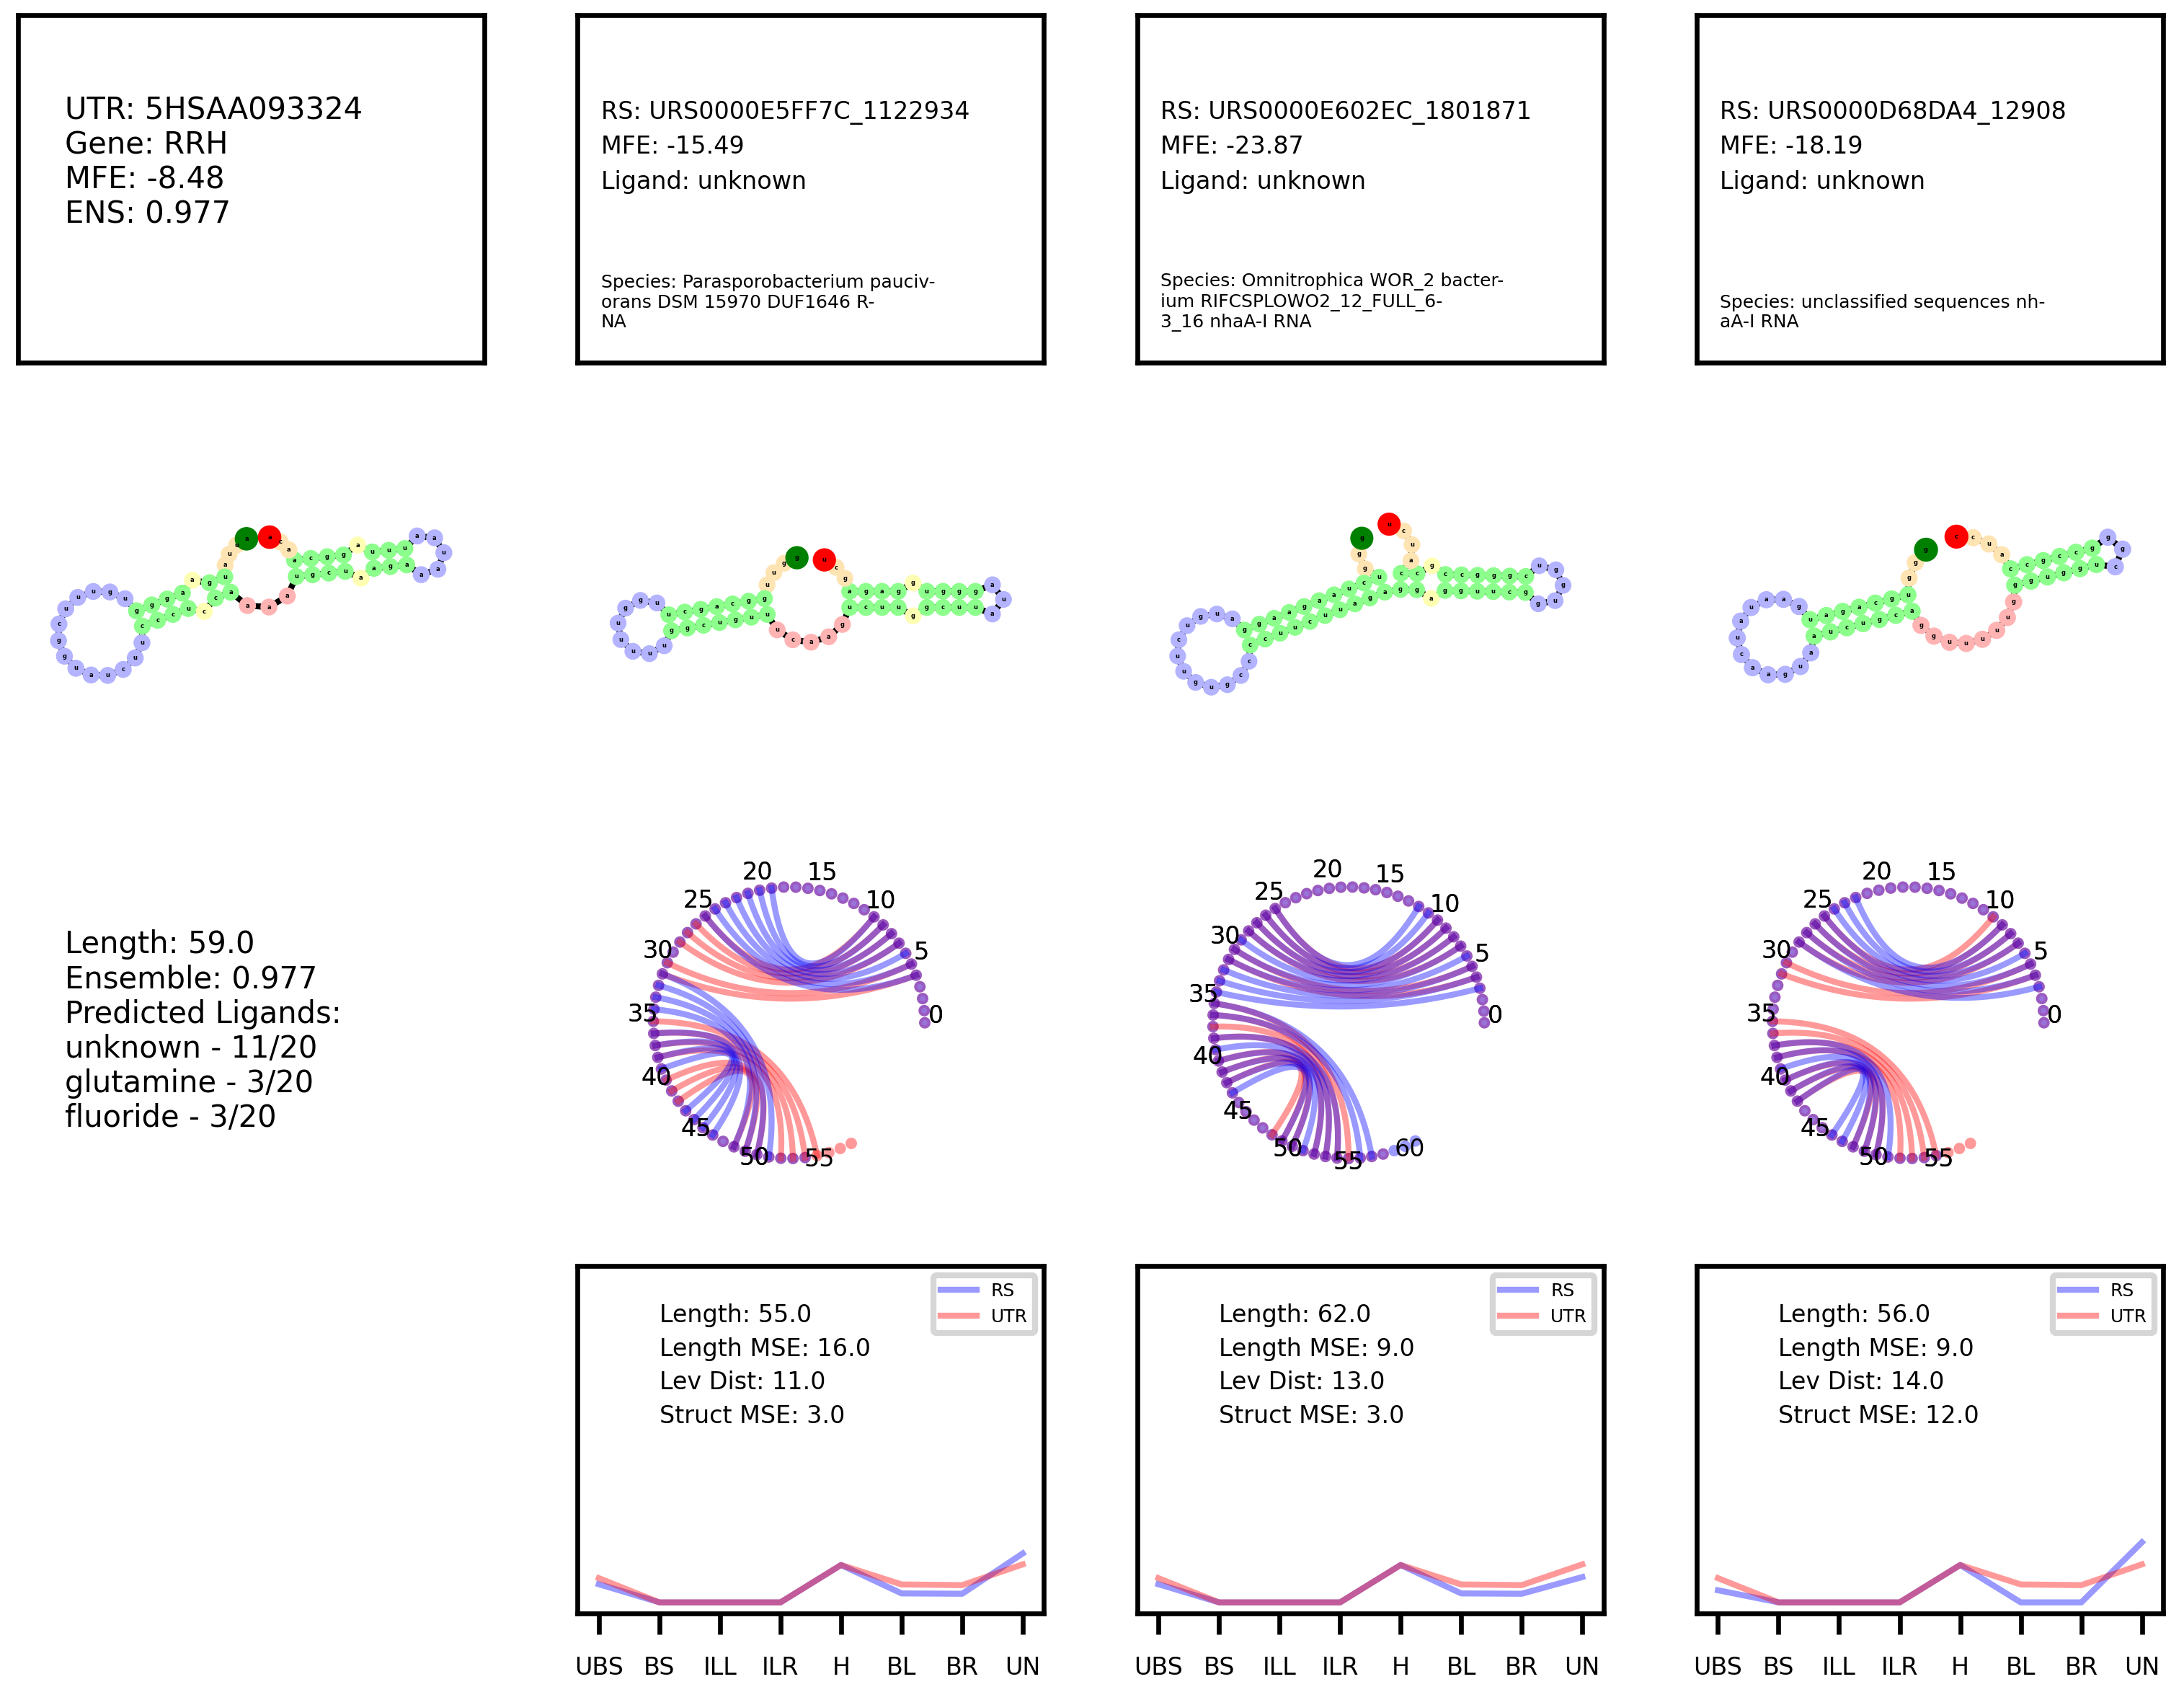 UTR: 5HSAA093324
Gene: RRH
MFE: -8.48
ENS: 0.977
RS: URS0000E5FF7C_1122934
MFE: -15.49
Ligand: unknown
Species: Parasporobacterium pauciv-
orans DSM 15970 DUF1646 R-
NA
RS: URS0000E602EC_1801871
MFE: -23.87
Ligand: unknown
Species: Omnitrophica WOR_2 bacter-
ium RIFCSPLOWO2_12_FULL_6-
3_16 nhaA-I RNA
RS: URS0000D68DA4_12908
MFE: -18.19
Ligand: unknown
Species: unclassified sequences nh-
aA-I RNA
Length: 59.0
Ensemble: 0.977
Predicted Ligands:
unknown - 11/20
glutamine - 3/20
fluoride - 3/20
0
5
10
15
20
25
30
35
40
45
50
55
0
5
10
15
20
25
30
35
40
45
50
55
60
0
5
10
15
20
25
30
35
40
45
50
55
RS
UTR
Length: 55.0
Length MSE: 16.0
Lev Dist: 11.0
Struct MSE: 3.0
UBS BS ILL ILR H BL BR UN
RS
UTR
Length: 62.0
Length MSE: 9.0
Lev Dist: 13.0
Struct MSE: 3.0
UBS BS ILL ILR H BL BR UN
RS
UTR
Length: 56.0
Length MSE: 9.0
Lev Dist: 14.0
Struct MSE: 12.0
UBS BS ILL ILR H BL BR UN